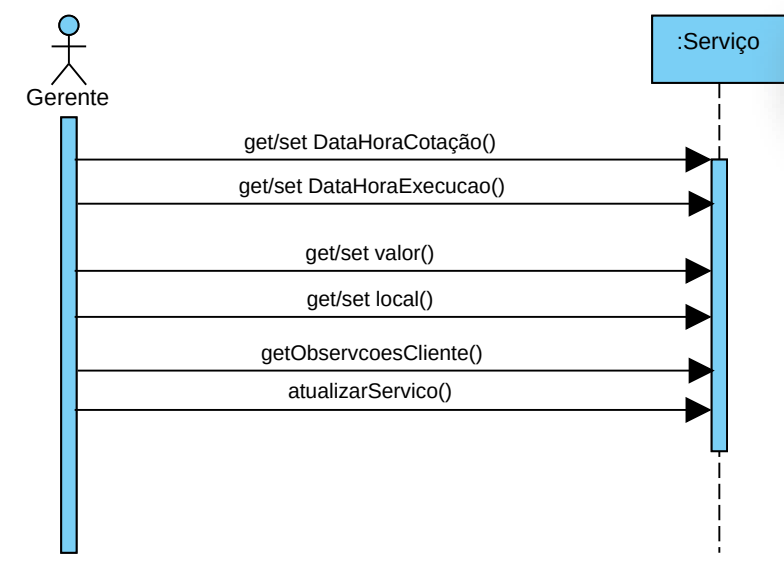 :Serviço
Gerente
get/set DataHoraCotação()
get/set DataHoraExecucao()
get/set valor()
get/set local()
getObservcoesCliente()
atualizarServico()